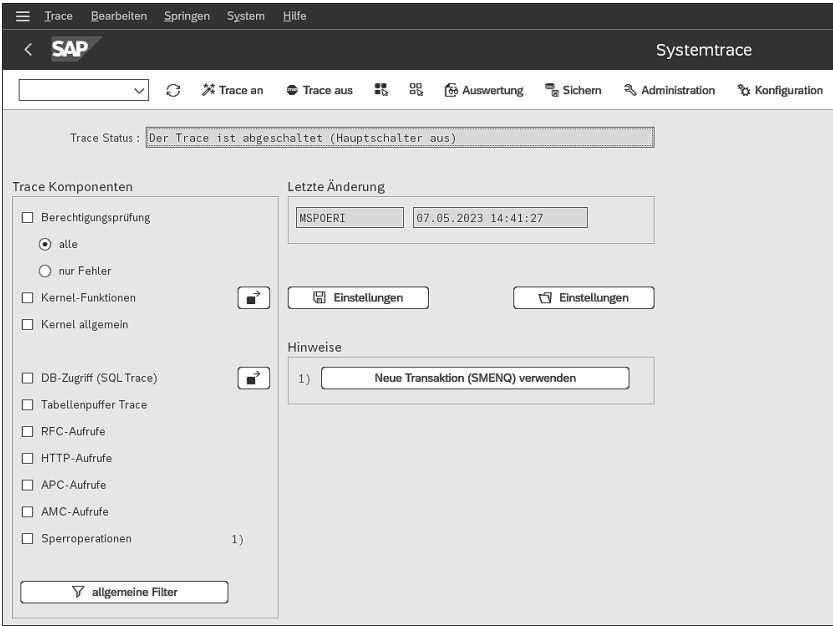 Trace Bearbeiten Springen System Hilfe
SAP Systemtrace
Trace an Trace aus Auswertung Sichern Administration Konfiguration
Trace Status : Der Trace ist abgeschaltet (Hauptschalter aus)
Trace Komponenten
Berechtigungsprüfung
alle
nur Fehler
Kernel-Funktionen
Kernel allgemein
DB-Zugriff (SQL Trace)
Tabellenpuffer Trace
RFC-Aufrufe
HTTP-Aufrufe
APC-Aufrufe
AMC-Aufrufe
Sperroperationen 1)
allgemeine Filter
Letzte Änderung
MSPOERI 07.05.2023 14:41:27
Einstellungen Einstellungen
Hinweise
1) Neue Transaktion (SMENQ) verwenden